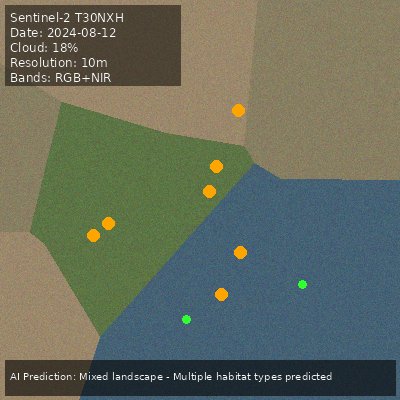 Sentinel-2 T30NXH
Date: 2024-08-12
Cloud: 18%
Resolution: 10m
Bands: RGB+NIR
AI Prediction: Mixed landscape - Multiple habitat types predicted